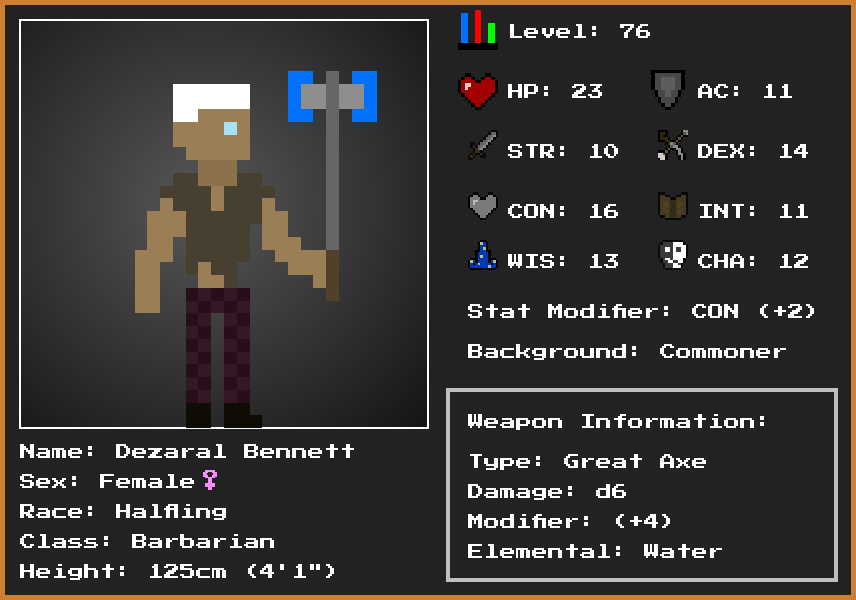 Level: 76
HP: 23 AC: 11
STR: 10 DEX: 14
CON: 16 INT: 11
WIS: 13 CHA: 12
Stat Modifier: CON (+2)
Background: Commoner
Weapon Information:
Type: Great Axe
Damage: d6
Modifier: (+4)
Elemental: Water
Name: Dezaral Bennett
Sex: Female♀
Race: Halfling
Class: Barbarian
Height: 125cm (4'1")